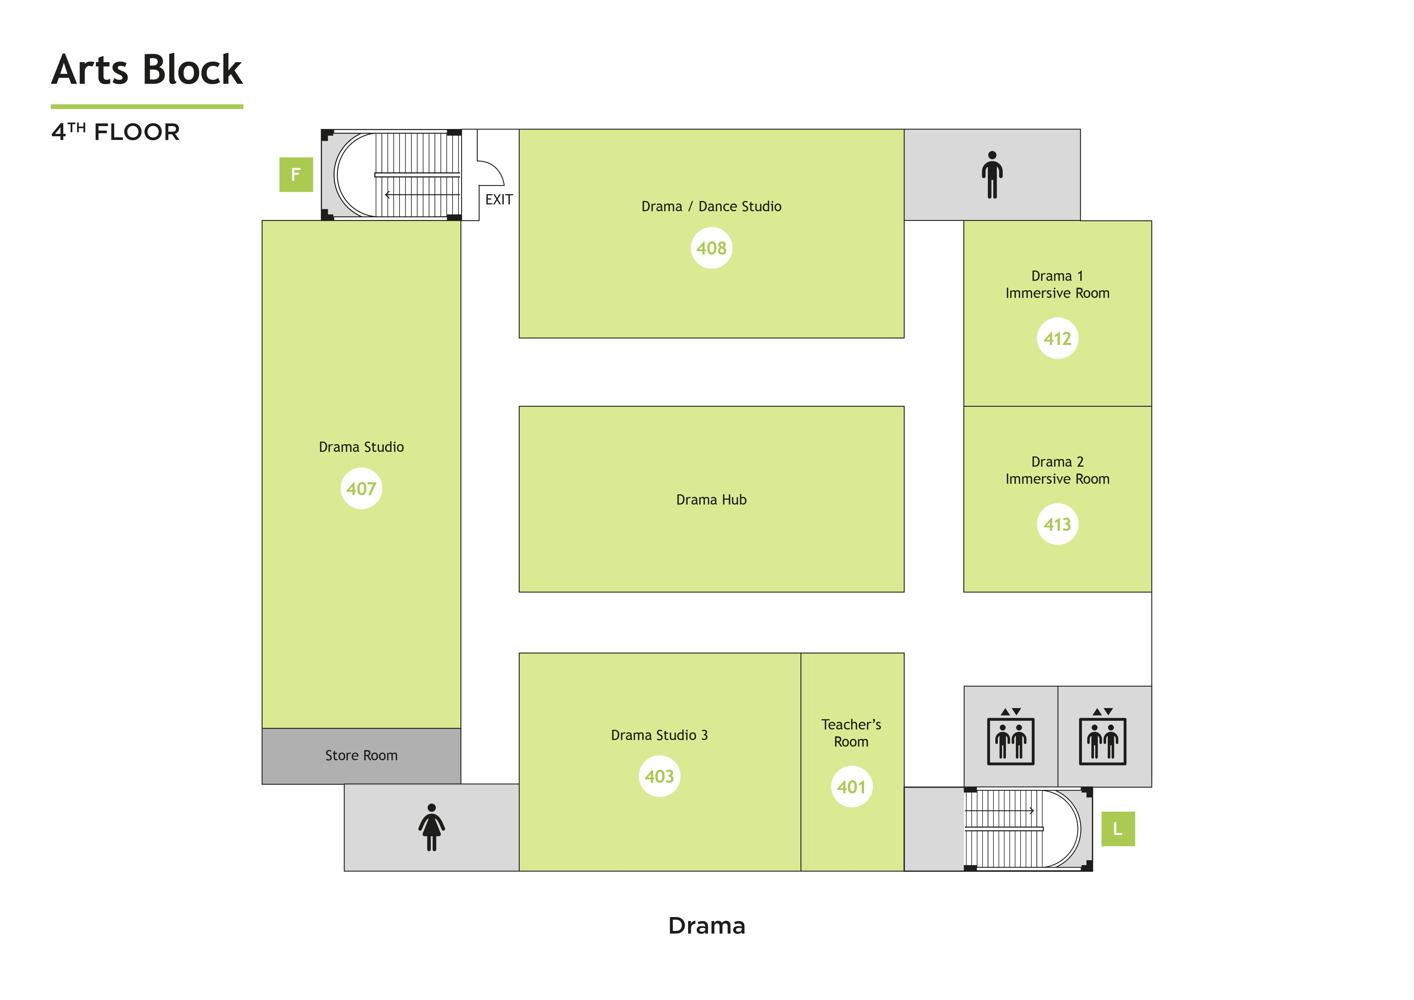 Arts Block
4TH FLOOR
F
EXIT
Drama / Dance Studio
408
Drama 1
Immersive Room
412
Drama Studio
407
Drama Hub
Drama 2
Immersive Room
413
Store Room
Drama Studio 3
403
Teacher’s
Room
401
L
Drama